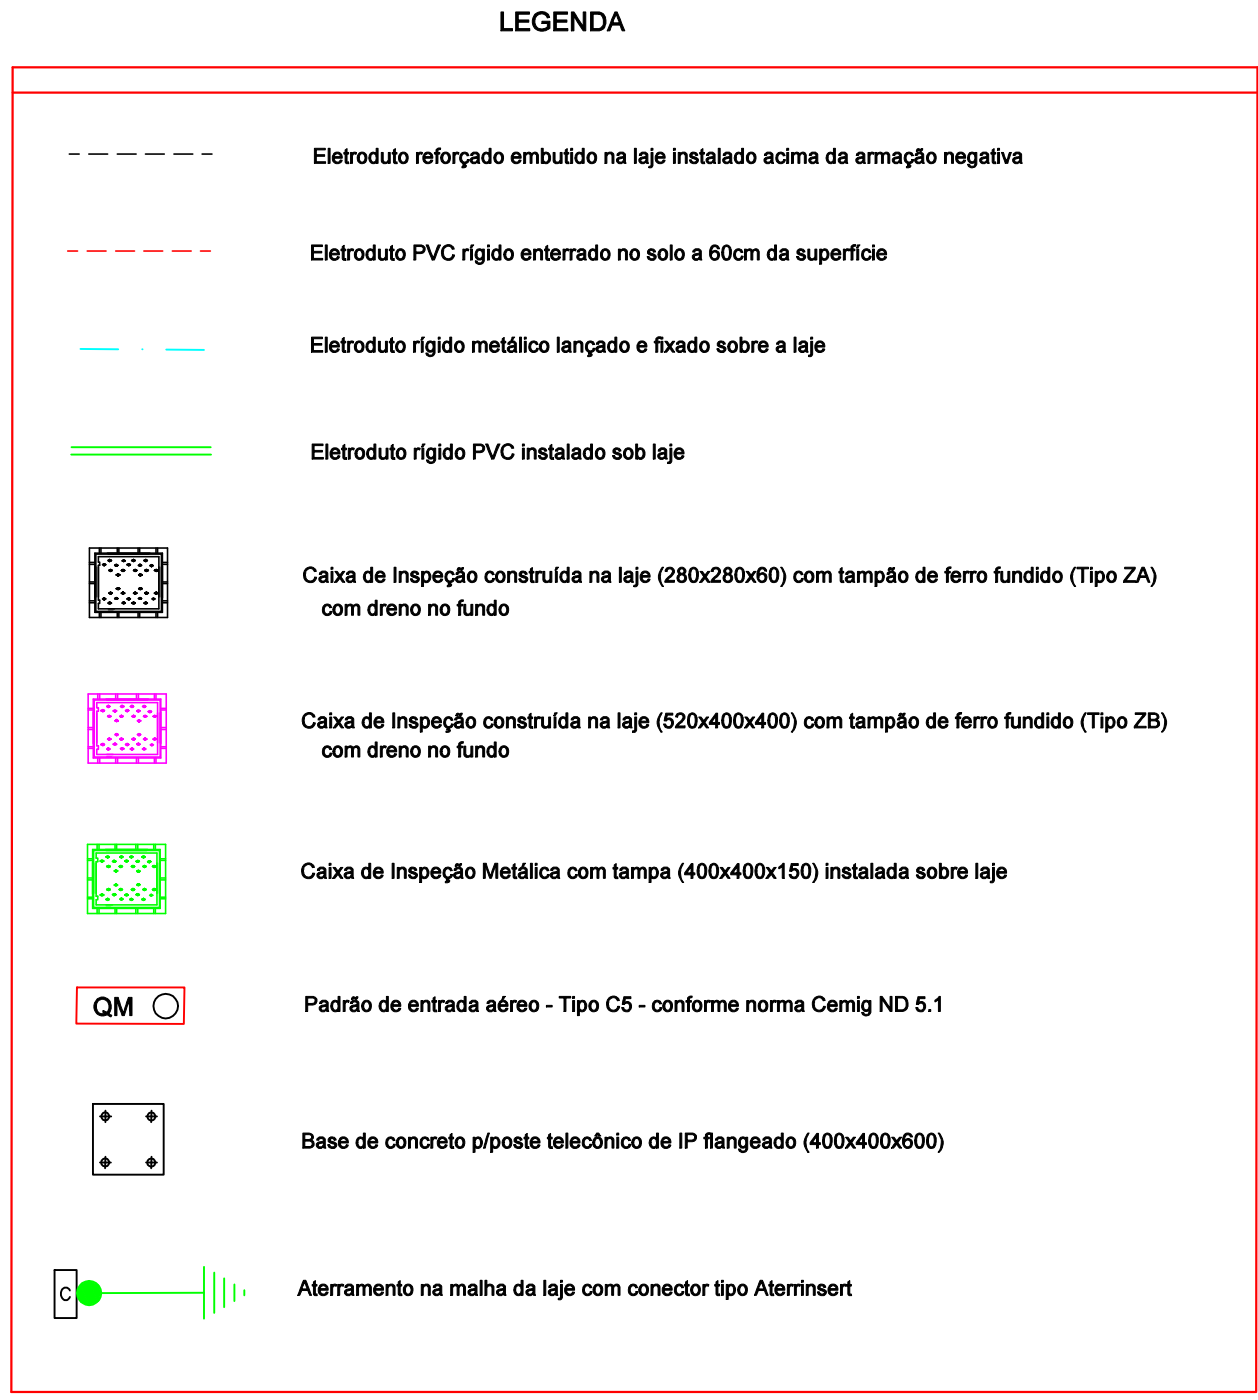 LEGENDA
Eletroduto reforçado embutido na laje instalado acima da armação negativa
Eletroduto PVC rígido enterrado no solo a 60cm da superfície
Eletroduto rígido metálico lançado e fixado sobre a laje
Eletroduto rígido PVC instalado sob laje
Caixa de Inspeção construída na laje (280x280x60) com tampão de ferro fundido (Tipo ZA)
com dreno no fundo
Caixa de Inspeção construída na laje (520x400x400) com tampão de ferro fundido (Tipo ZB)
com dreno no fundo
Caixa de Inspeção Metálica com tampa (400x400x150) instalada sobre laje
QM Padrão de entrada aéreo - Tipo C5 - conforme norma Cemig ND 5.1
Base de concreto p/poste telecônico de IP flangeado (400x400x600)
C Aterramento na malha da laje com conector tipo Aterrinsert